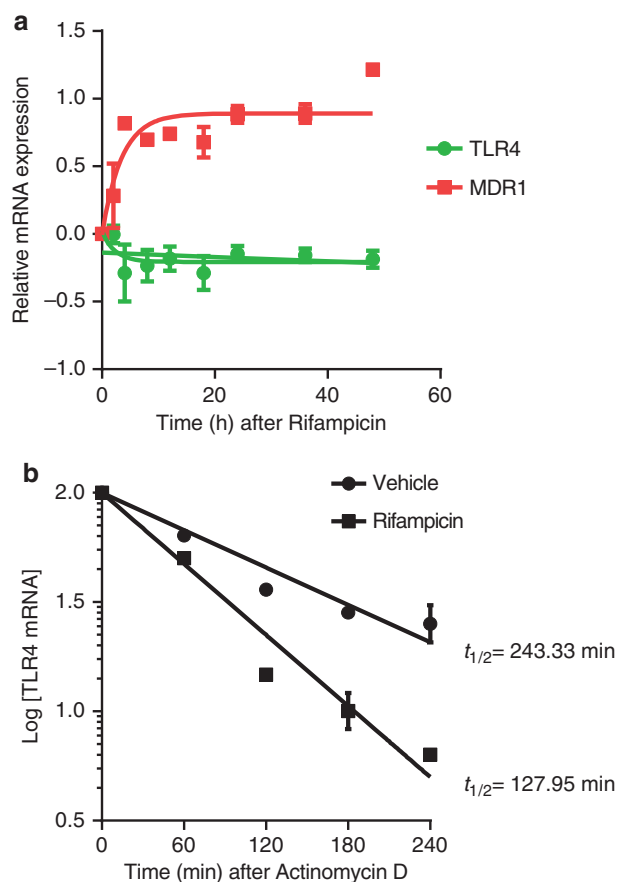 a
1.5
1.0
0.5
0.0
−0.5
−1.0
Relative mRNA expression
0
20
40
60
Time (h) after Rifampicin
TLR4
MDR1
b
2.0
1.5
1.0
0.5
Log [TLR4 mRNA]
0
60
120
180
240
Time (min) after Actinomycin D
Vehicle
Rifampicin
t1/2= 243.33 min
t1/2= 127.95 min